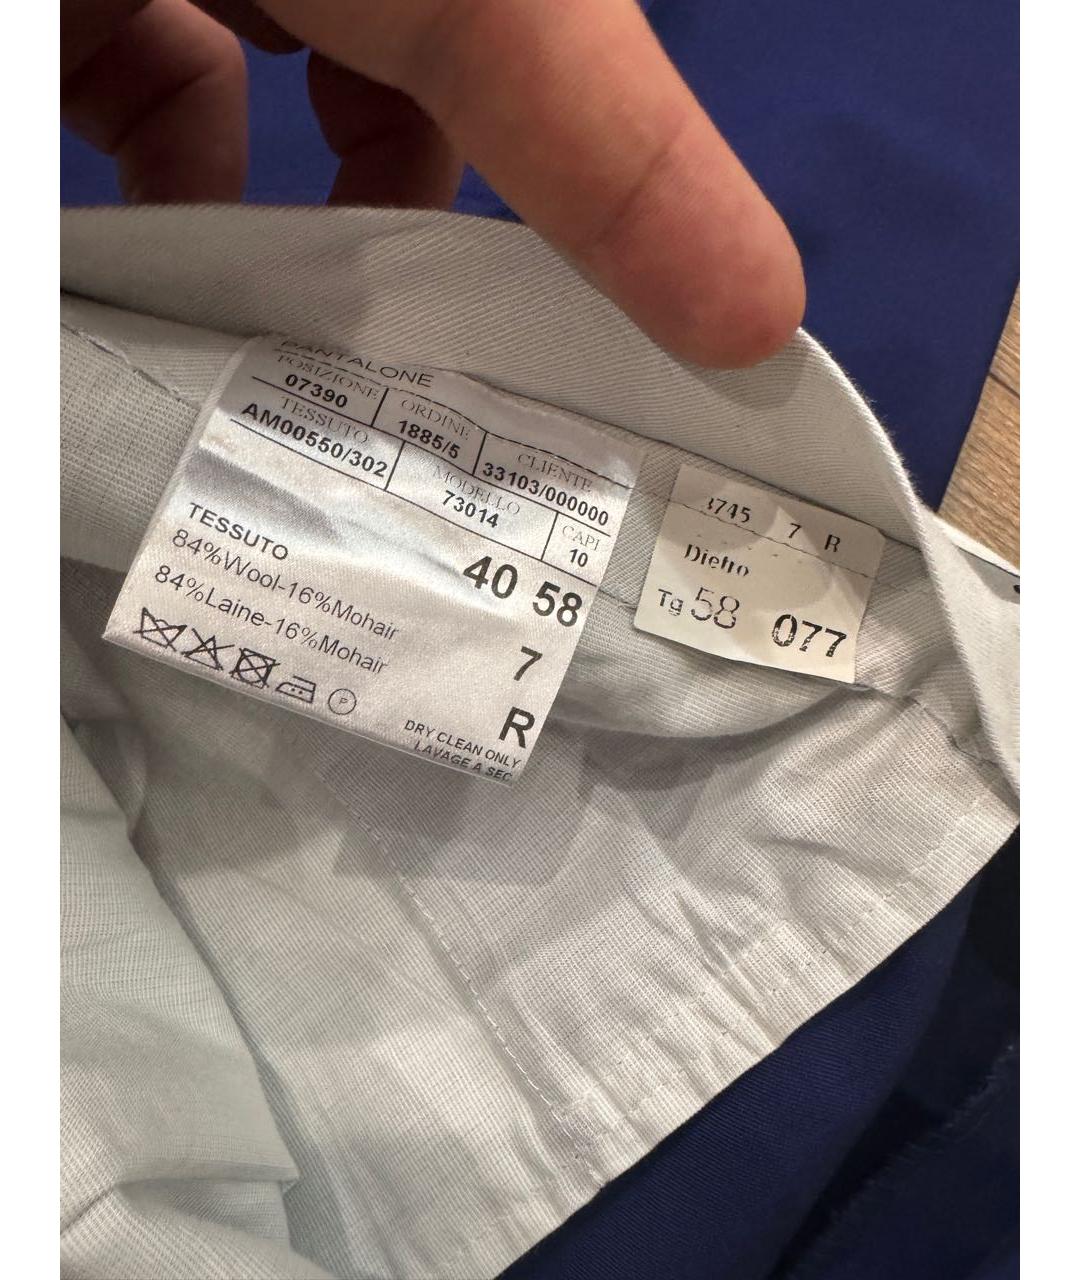 PANTALONE
POSIZIONE ORDINE CLIENTE
07390 1885/5 33103/000000
TESSUTO MODELLO CAPI
AM00550/302 73014 10
TESSUTO
84%Wool-16%Mohair
84%Laine-16%Mohair
40 58
7
R
P
DRY CLEAN ONLY
LAVAGE A SEC
3745 7 R
Dietro
Tg 58 077